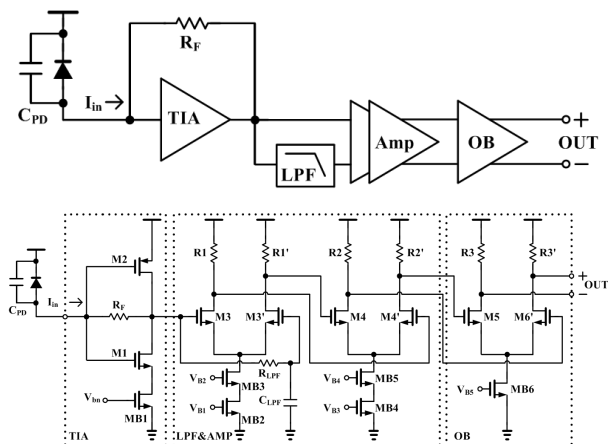 R_F
C_PD
I_in
TIA
LPF
Amp
OB
+
OUT
−
R1
R1'
R2
R2'
R3
R3'
M2
C_PD
I_in
R_F
M3
M3'
M4
M4'
M5
M6'
+
OUT
−
M1
V_bn
MB1
R_LPF
C_LPF
V_B2
MB3
V_B1
MB2
V_B4
MB5
V_B3
MB4
V_B5
MB6
TIA
LPF&AMP
OB